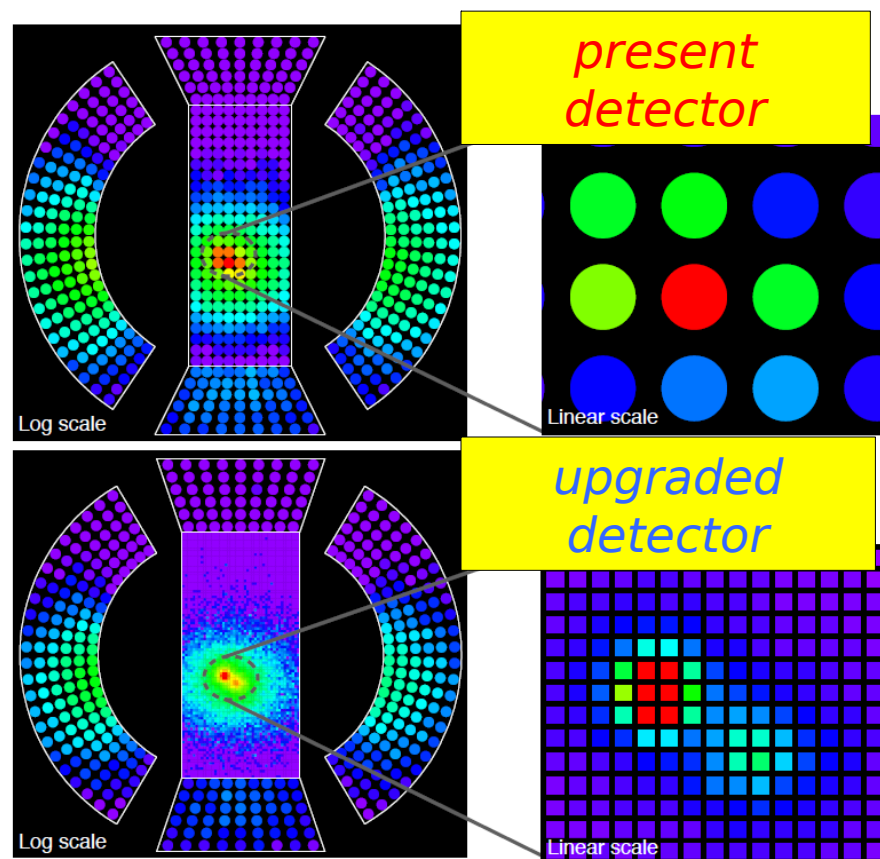 present
detector
Log scale
Linear scale
upgraded
detector
Log scale
Linear scale